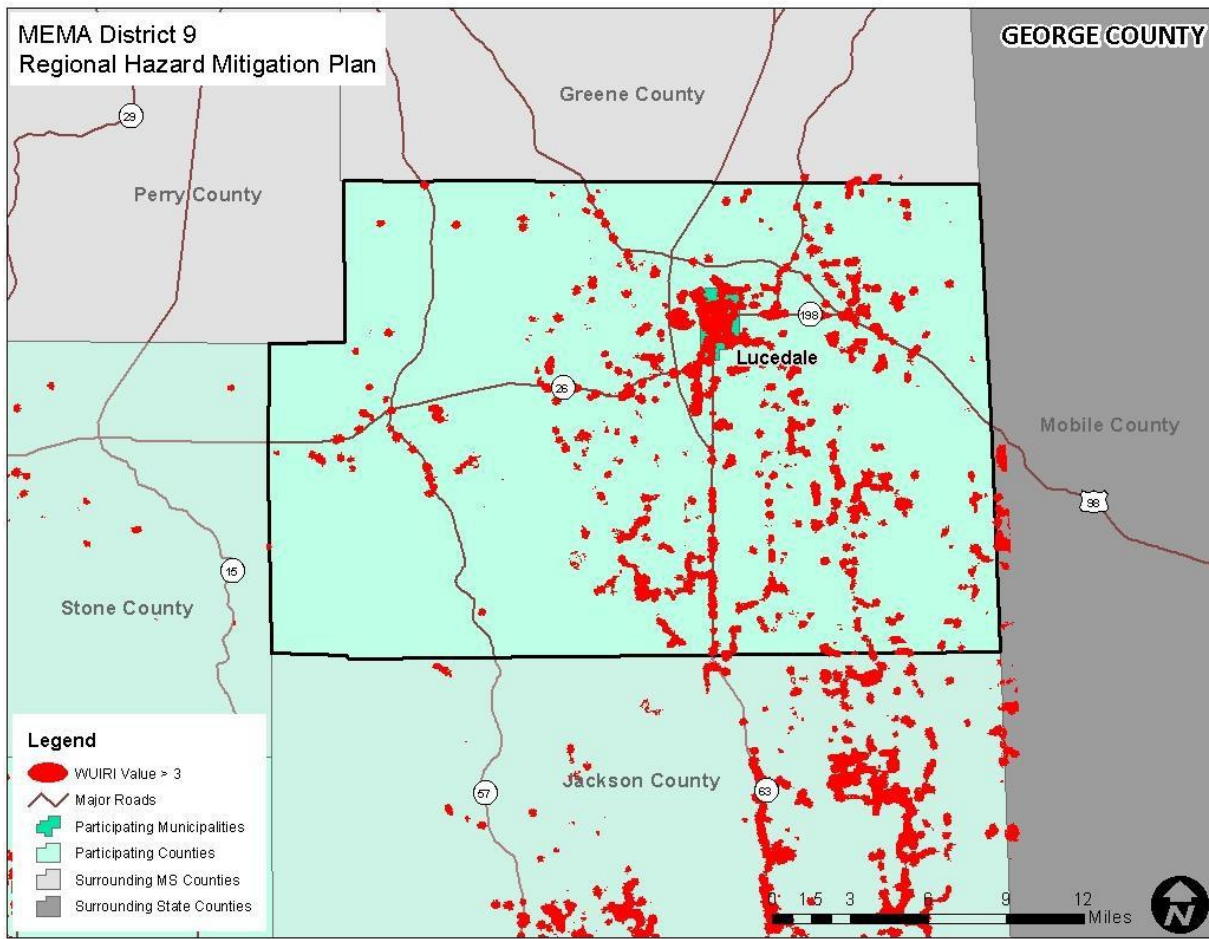 MEMA District 9
Regional Hazard Mitigation Plan
GEORGE COUNTY
Greene County
29
Perry County
198
Lucedale
26
Mobile County
98
15
Stone County
Legend
WUIRI Value > 3
Major Roads
Participating Municipalities
Participating Counties
Surrounding MS Counties
Surrounding State Counties
Jackson County
57
63
0 1.5 3 6 9 12
Miles
N